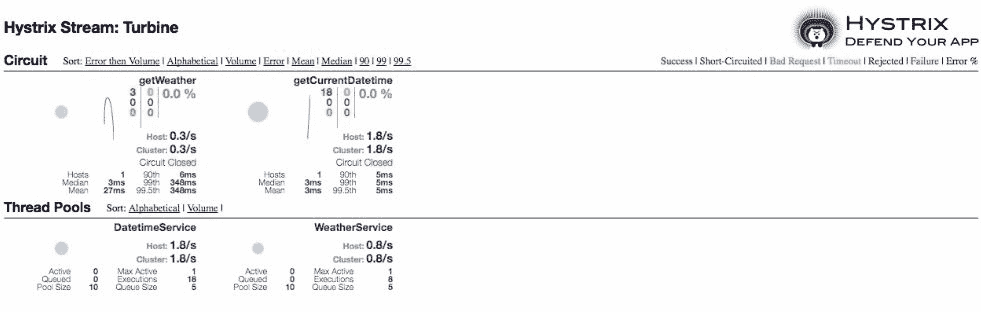 Hystrix Stream: Turbine
HYSTRIX
DEFEND YOUR APP
Circuit Sort: Error then Volume | Alphabetical | Volume | Error | Mean | Median | 90 | 99 | 99.5
Success | Short-Circuited | Bad Request | Timeout | Rejected | Failure | Error %
getWeather
3 0 0.0 %
0 0
0 0
Host: 0.3/s
Cluster: 0.3/s
Circuit Closed
Hosts 1 90th 6ms
Median 3ms 99th 348ms
Mean 27ms 99.5th 348ms
getCurrentDatetime
18 0 0.0 %
0 0
0 0
Host: 1.8/s
Cluster: 1.8/s
Circuit Closed
Hosts 1 90th 5ms
Median 3ms 99th 5ms
Mean 3ms 99.5th 5ms
Thread Pools Sort: Alphabetical | Volume |
DatetimeService
Host: 1.8/s
Cluster: 1.8/s
Active 0 Max Active 1
Queued 0 Executions 18
Pool Size 10 Queue Size 5
WeatherService
Host: 0.8/s
Cluster: 0.8/s
Active 0 Max Active 1
Queued 0 Executions 8
Pool Size 10 Queue Size 5